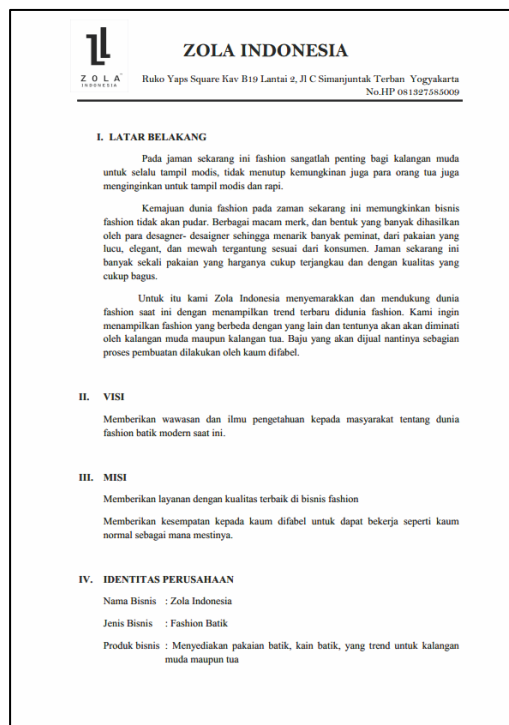 ZOLA INDONESIA
ZOLA
INDONESIA
Ruko Yaps Square Kav B19 Lantai 2, Jl C Simanjuntak Terban Yogyakarta
No.HP 081327585009
I. LATAR BELAKANG
Pada jaman sekarang ini fashion sangatlah penting bagi kalangan muda
untuk selalu tampil modis, tidak menutup kemungkinan juga para orang tua juga
menginginkan untuk tampil modis dan rapi.
Kemajuan dunia fashion pada zaman sekarang ini memungkinkan bisnis
fashion tidak akan pudar. Berbagai macam merk, dan bentuk yang banyak dihasilkan
oleh para desagner- desaigner sehingga menarik banyak peminat, dari pakaian yang
lucu, elegant, dan mewah tergantung sesuai dari konsumen. Jaman sekarang ini
banyak sekali pakaian yang harganya cukup terjangkau dan dengan kualitas yang
cukup bagus.
Untuk itu kami Zola Indonesia menyemarakkan dan mendukung dunia
fashion saat ini dengan menampilkan trend terbaru didunia fashion. Kami ingin
menampilkan fashion yang berbeda dengan yang lain dan tentunya akan akan diminati
oleh kalangan muda maupun kalangan tua. Baju yang akan dijual nantinya sebagian
proses pembuatan dilakukan oleh kaum difabel.
II. VISI
Memberikan wawasan dan ilmu pengetahuan kepada masyarakat tentang dunia
fashion batik modern saat ini.
III. MISI
Memberikan layanan dengan kualitas terbaik di bisnis fashion
Memberikan kesempatan kepada kaum difabel untuk dapat bekerja seperti kaum
normal sebagai mana mestinya.
IV. IDENTITAS PERUSAHAAN
Nama Bisnis : Zola Indonesia
Jenis Bisnis : Fashion Batik
Produk bisnis : Menyediakan pakaian batik, kain batik, yang trend untuk kalangan
muda maupun tua